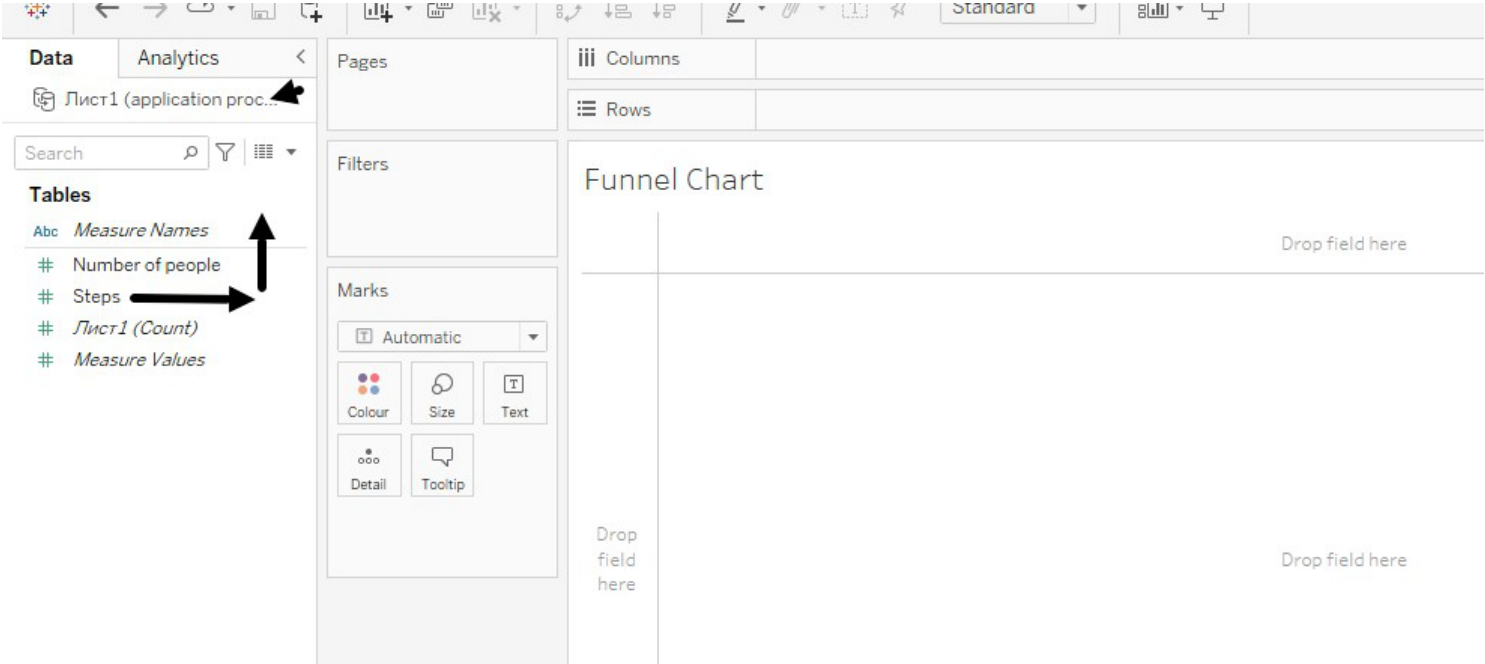 Standard
Data
Analytics
Лист1 (application proc...
Search
Tables
Abc Measure Names
# Number of people
# Steps
# Лист1 (Count)
# Measure Values
Pages
Filters
Marks
T Automatic
Colour
Size
T
Text
Detail
Tooltip
Columns
Rows
Funnel Chart
Drop field here
Drop
field
here
Drop field here